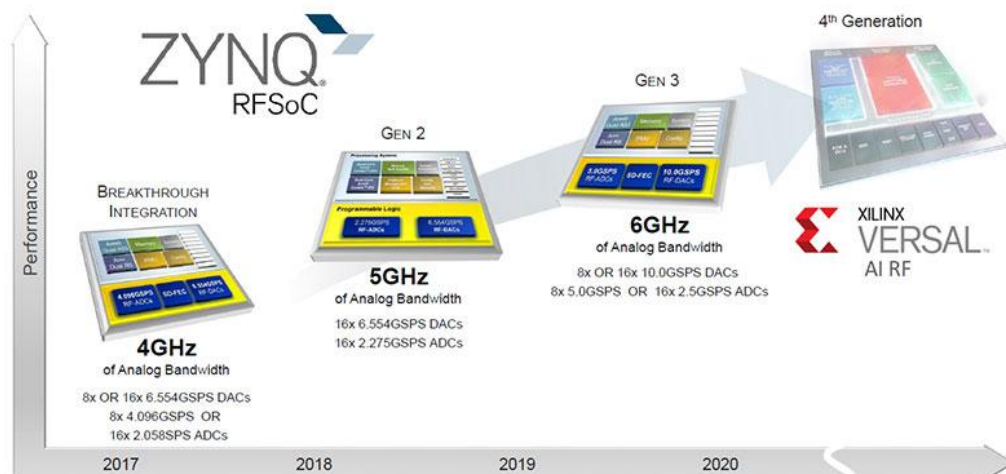 ZYNQ®
RFSoC
4th Generation
GEN 3
GEN 2
BREAKTHROUGH
INTEGRATION
Processing System
Programmable Logic
2.275GSPS
RF-ADCs
6.554GSPS
RF-DACs
5.0GSPS
RF-ADCs
SD-FEC
10.0GSPS
RF-DACs
4.096GSPS
RF-ADCs
SD-FEC
6.554GSPS
RF-DACs
4GHz
of Analog Bandwidth
8x OR 16x 6.554GSPS DACs
8x 4.096GSPS OR
16x 2.058SPS ADCs
5GHz
of Analog Bandwidth
16x 6.554GSPS DACs
16x 2.275GSPS ADCs
6GHz
of Analog Bandwidth
8x OR 16x 10.0GSPS DACs
8x 5.0GSPS OR 16x 2.5GSPS ADCs
XILINX
VERSAL™
AI RF
Performance
2017
2018
2019
2020